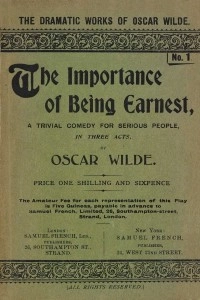 THE DRAMATIC WORKS OF OSCAR WILDE.
No. 1
The Importance
of Being Earnest,
A TRIVIAL COMEDY FOR SERIOUS PEOPLE,
IN THREE ACTS.
BY
OSCAR WILDE.
PRICE ONE SHILLING AND SIXPENCE
The Amateur Fee for each representation of this Play
is Five Guineas, payable in advance to
Samuel French, Limited, 26, Southampton-street,
Strand, London.
LONDON
SAMUEL FRENCH, LTD.,
PUBLISHERS,
26, SOUTHAMPTON ST.,
STRAND
NEW YORK
SAMUEL FRENCH,
PUBLISHER,
WEST 22ND STREET
(ALL RIGHTS RESERVED)